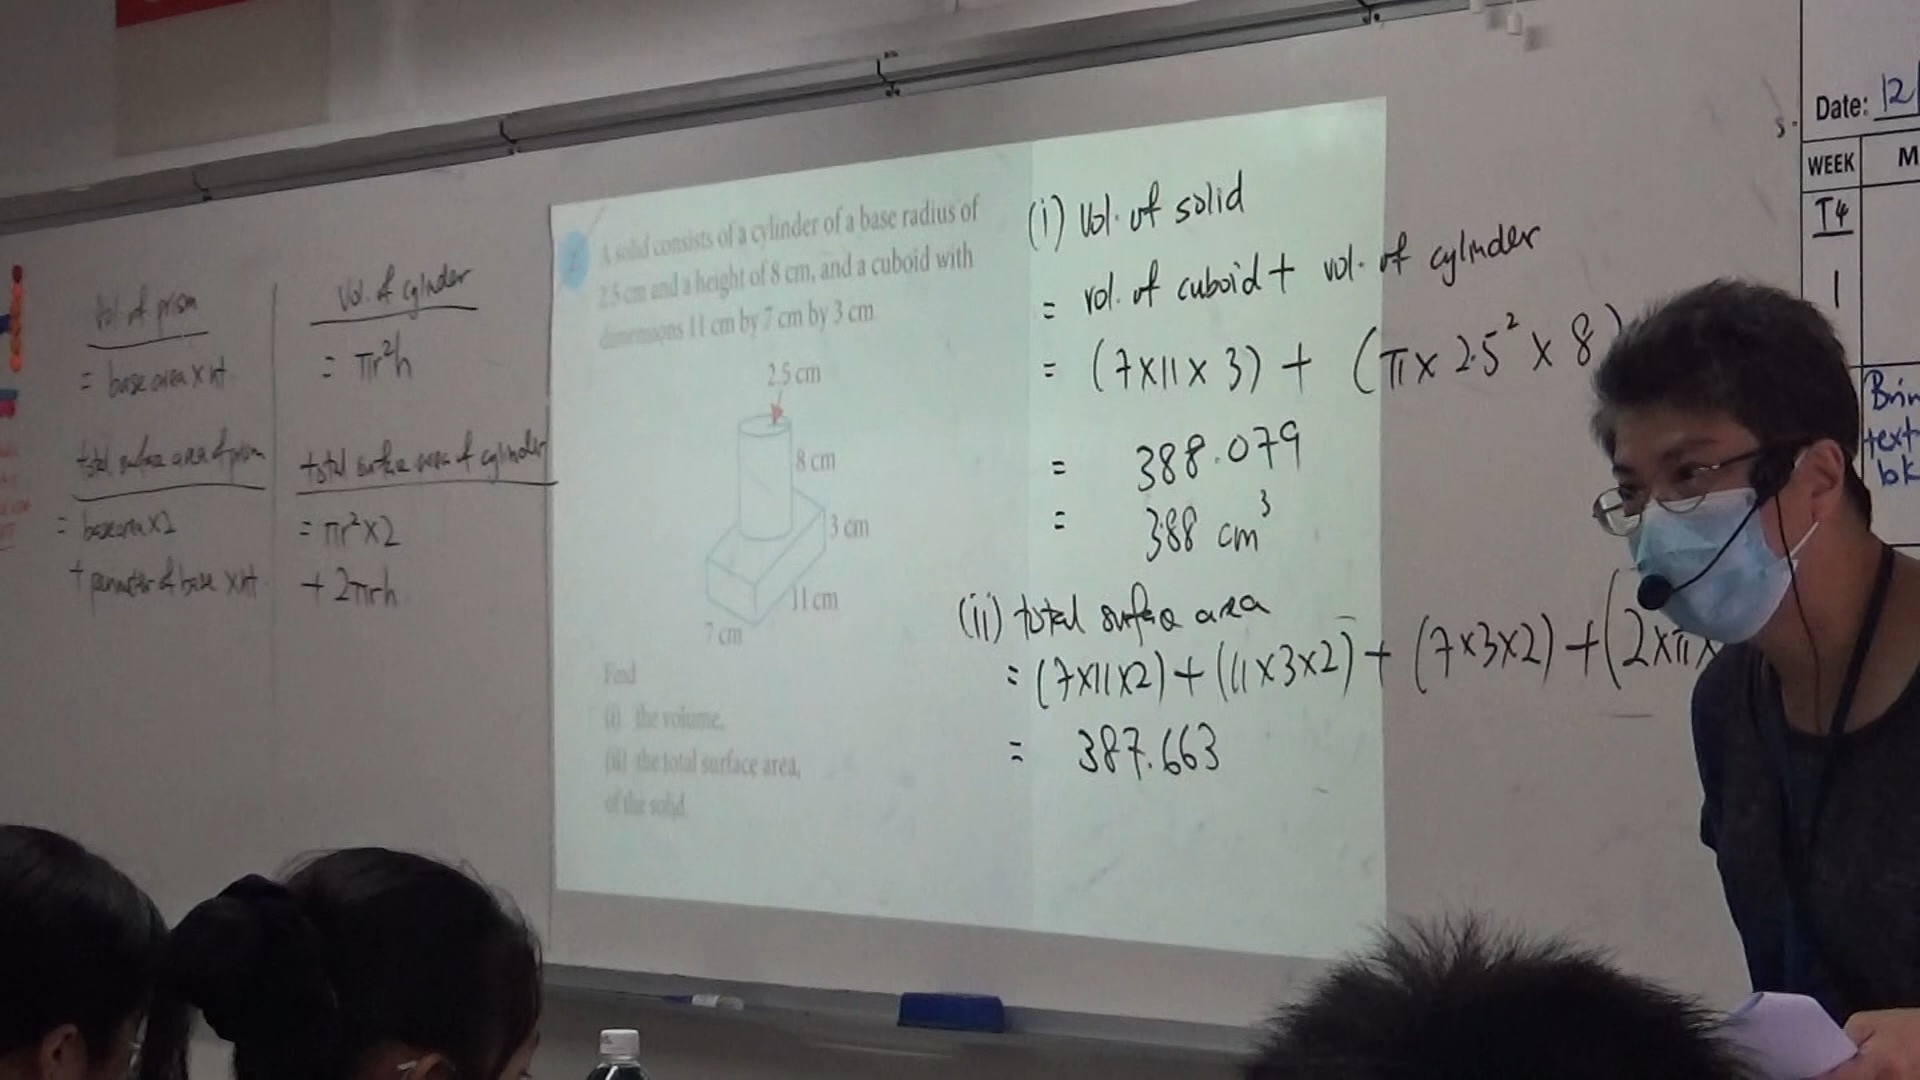 Vol. of prism
= base area x ht.
total surface area of prism
= base area x 2
+ perimeter of base x ht.
Vol. of cylinder
= πr²h
total surface area of cylinder
= πr² x 2
+ 2πrh
A solid consists of a cylinder of a base radius of
2.5 cm and a height of 8 cm, and a cuboid with
dimensions 11 cm by 7 cm by 3 cm.
2.5 cm
8 cm
3 cm
11 cm
7 cm
Find
(i) the volume,
(ii) the total surface area,
of the solid.
(i) Vol. of solid
= vol. of cuboid + vol. of cylinder
= (7 x 11 x 3) + (π x 2.5² x 8)
= 388.079
= 388 cm³
(ii) total surface area
= (7x11x2) + (11x3x2) + (7x3x2) + (2xπx
= 387.663
Date: 12/
WEEK M
T4
1
text
bk